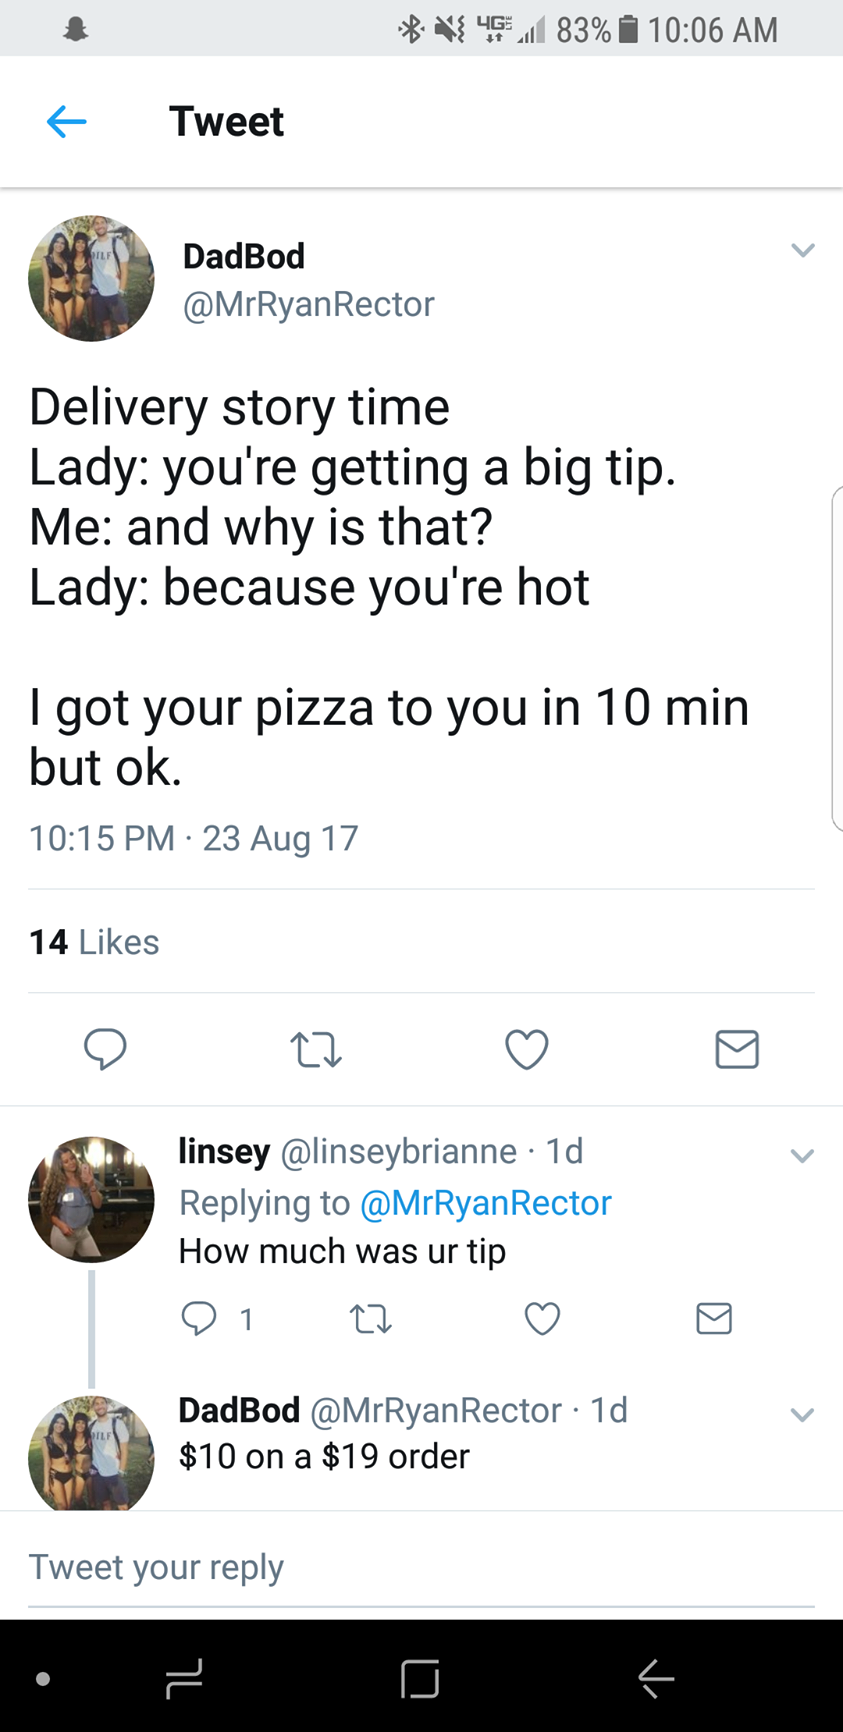 83% 10:06 AM
Tweet
DadBod
@MrRyanRector
Delivery story time
Lady: you're getting a big tip.
Me: and why is that?
Lady: because you're hot
I got your pizza to you in 10 min
but ok.
10:15 PM · 23 Aug 17
14 Likes
linsey @linseybrianne · 1d
Replying to @MrRyanRector
How much was ur tip
1
DadBod @MrRyanRector · 1d
$10 on a $19 order
Tweet your reply